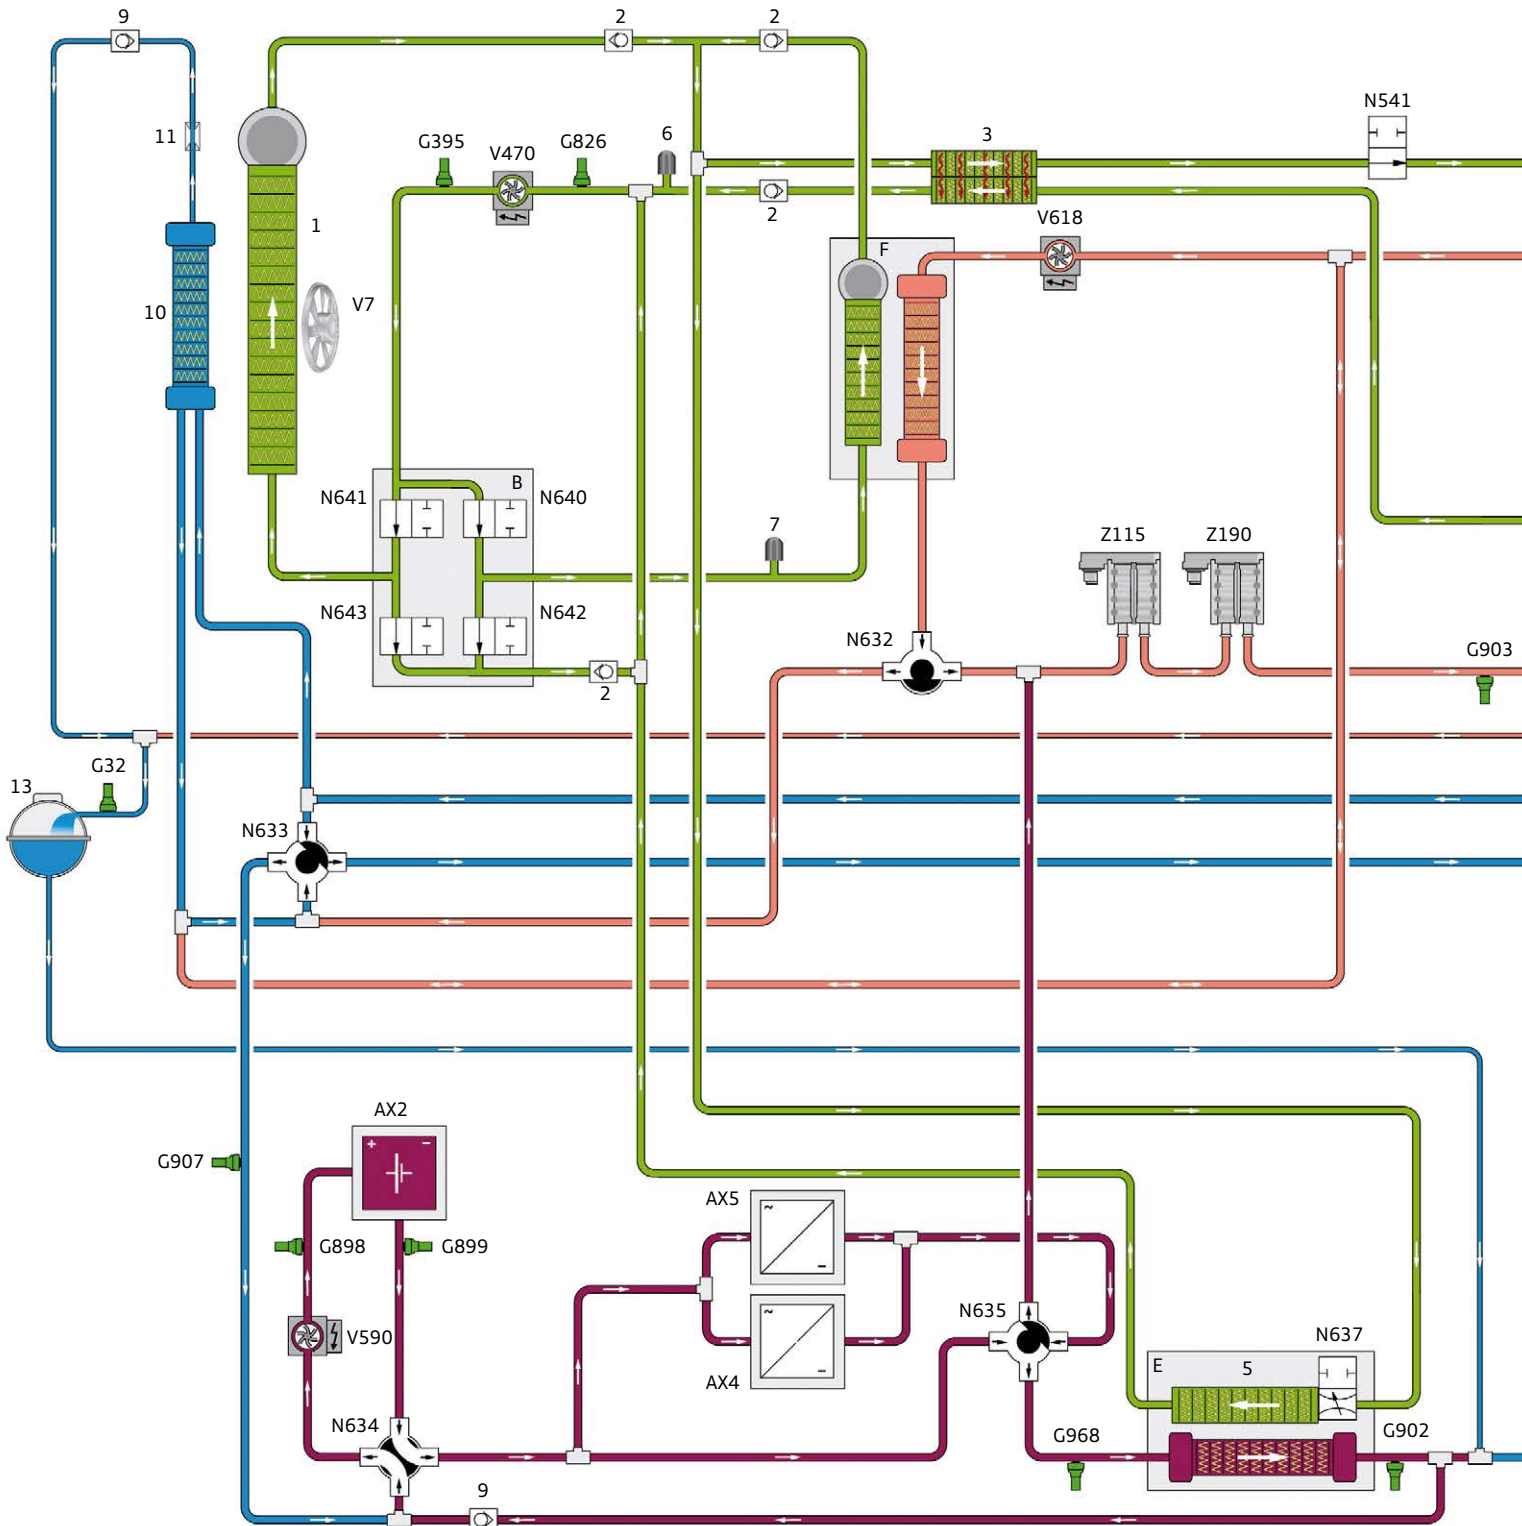 9
2
2
N541
11
G395
V470
G826
6
3
2
V618
1
F
10
V7
N641
B
N640
7
Z115
Z190
N643
N642
N632
G903
2
G32
13
N633
AX2
+ −
G907
AX5
~
−
G898
G899
N635
V590
~
−
N637
AX4
E
5
N634
G968
G902
9